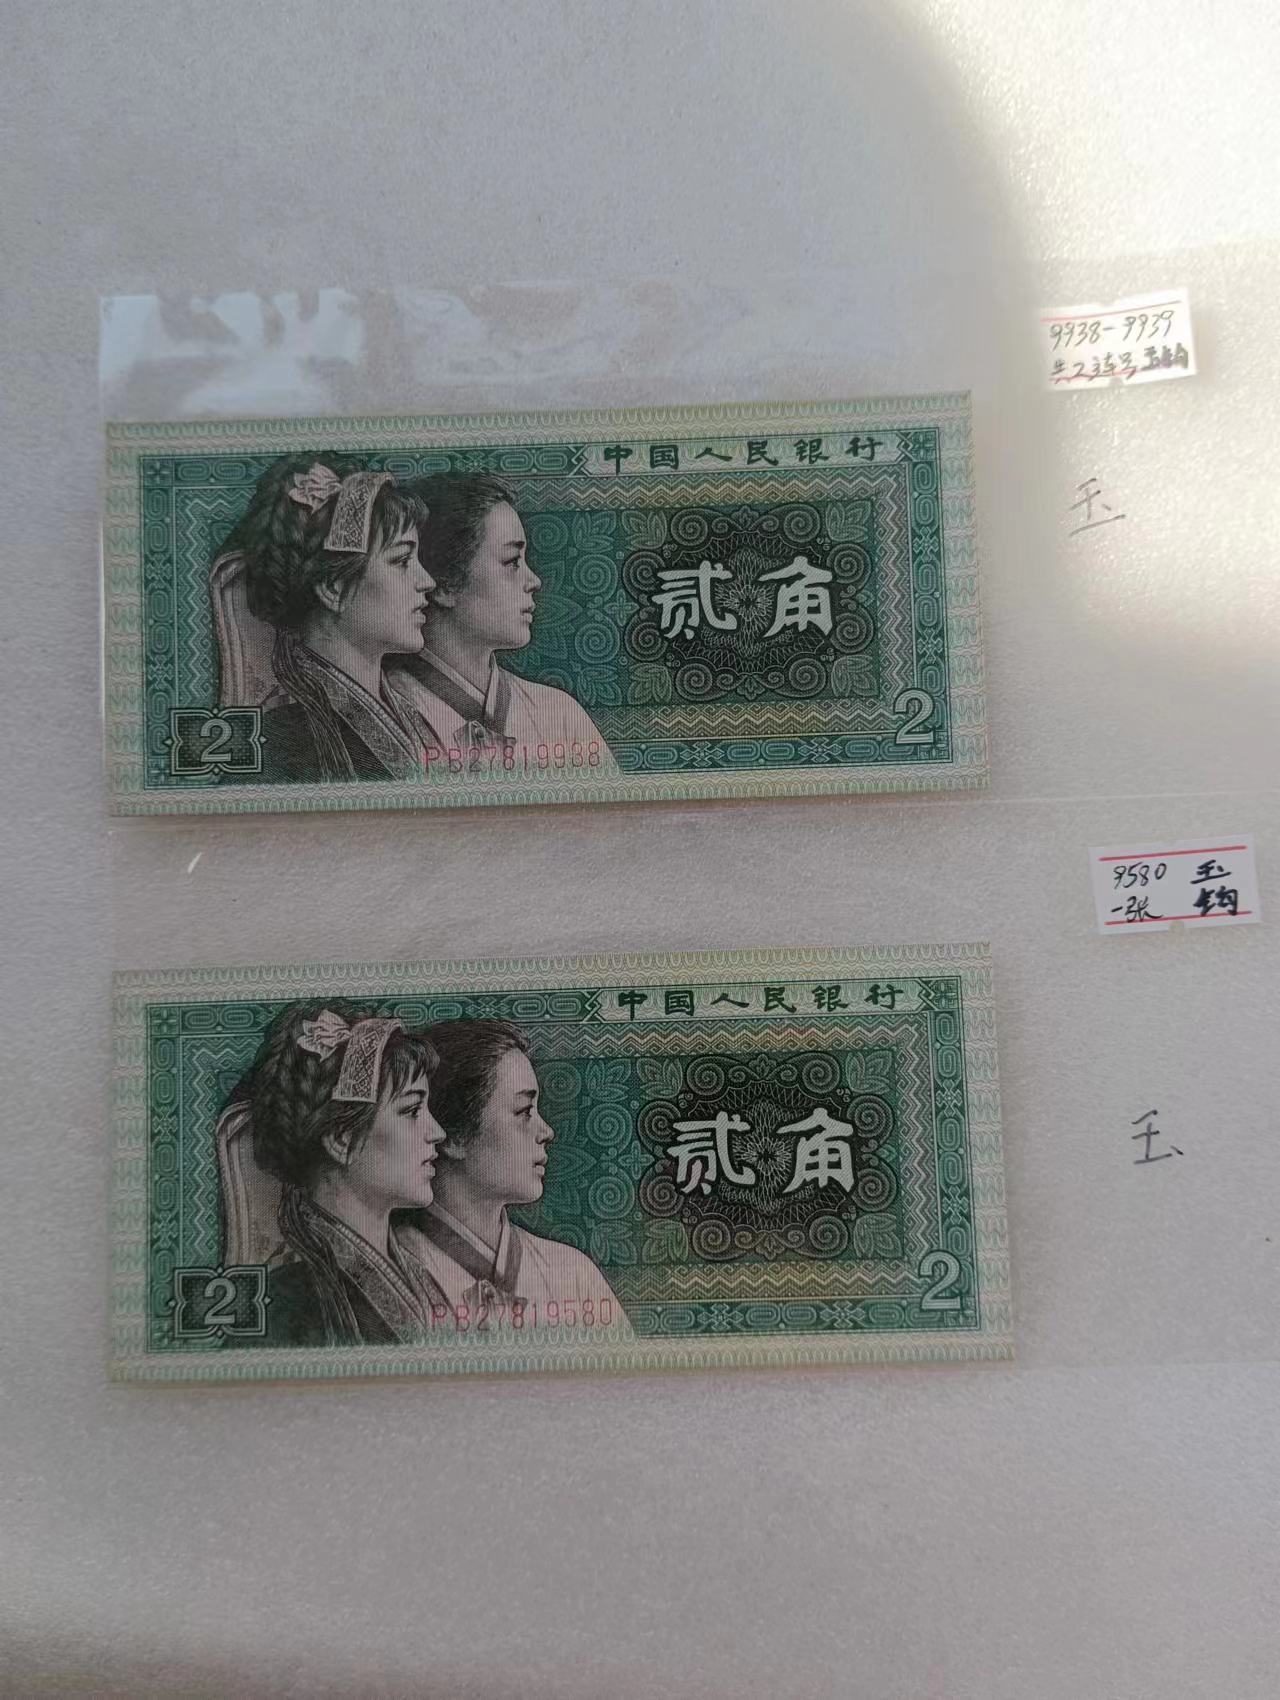 9938-9939
共2连号玉钩
中国人民银行
玉
贰角
2
2
PB27819938
9580 玉
一张 钩
中国人民银行
贰角
玉
2
2
PB27819580